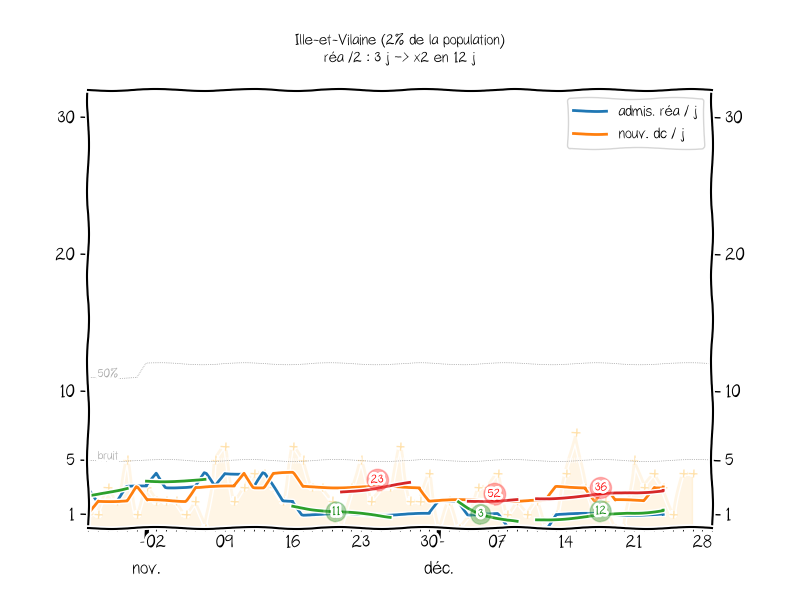 Ille-et-Vilaine (2% de la population)
réa /2 : 3 j -> x2 en 12 j
admis. réa / j
nouv. dc / j
30
30
20
20
50%
10
10
bruit
5
5
23
36
52
11
3
12
1
1
02 09 16 23 30 07 14 21 28
nov. déc.